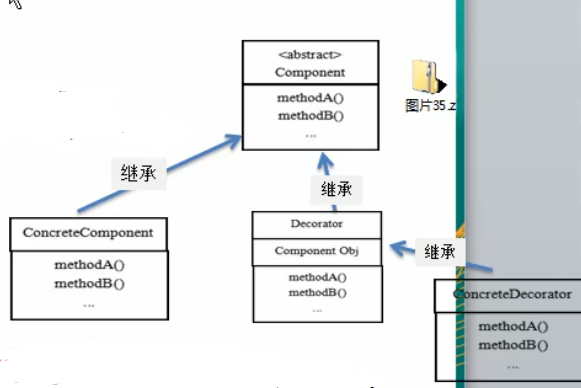 <abstract>
Component
methodA()
methodB()
...
图片35.z
继承
继承
继承
ConcreteComponent
methodA()
methodB()
...
Decorator
Component Obj
methodA()
methodB()
...
ConcreteDecorator
methodA()
methodB()
...